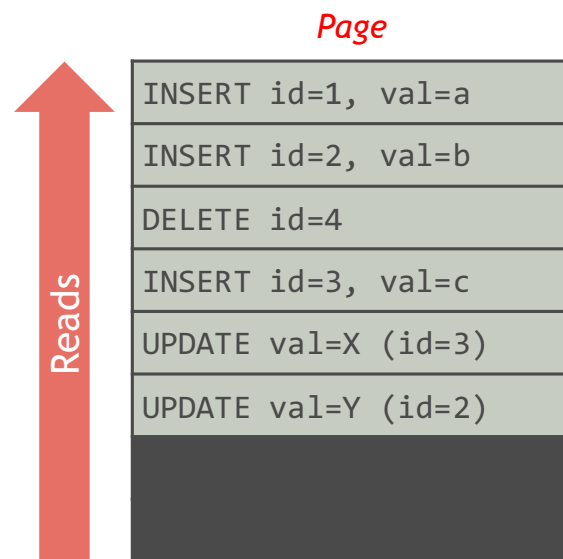 Page
INSERT id=1, val=a
INSERT id=2, val=b
DELETE id=4
INSERT id=3, val=c
UPDATE val=X (id=3)
UPDATE val=Y (id=2)
Reads